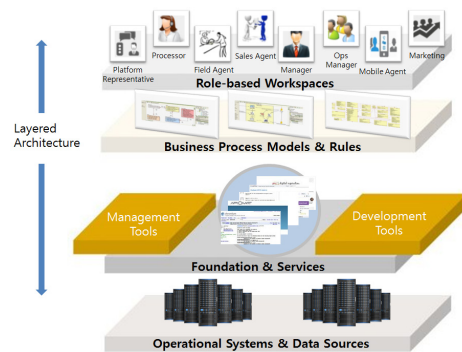 Platform
Representative
Processor
Field Agent
Sales Agent
Manager
Ops
Manager
Mobile Agent
Marketing
Role-based Workspaces
Layered
Architecture
Business Process Models & Rules
Management
Tools
Development
Tools
Foundation & Services
Operational Systems & Data Sources